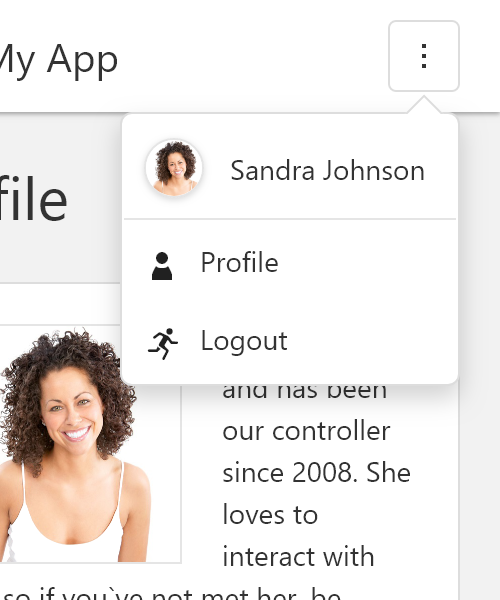 My App
file
Sandra Johnson
Profile
Logout
and has been
our controller
since 2008. She
loves to
interact with
so if you`ve not met her, be